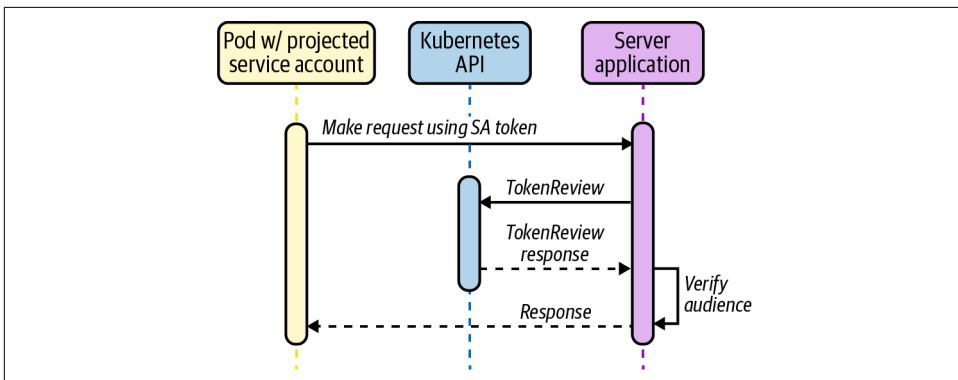 Pod w/ projected
service account
Kubernetes
API
Server
application
Make request using SA token
TokenReview
TokenReview
response
Verify
audience
Response